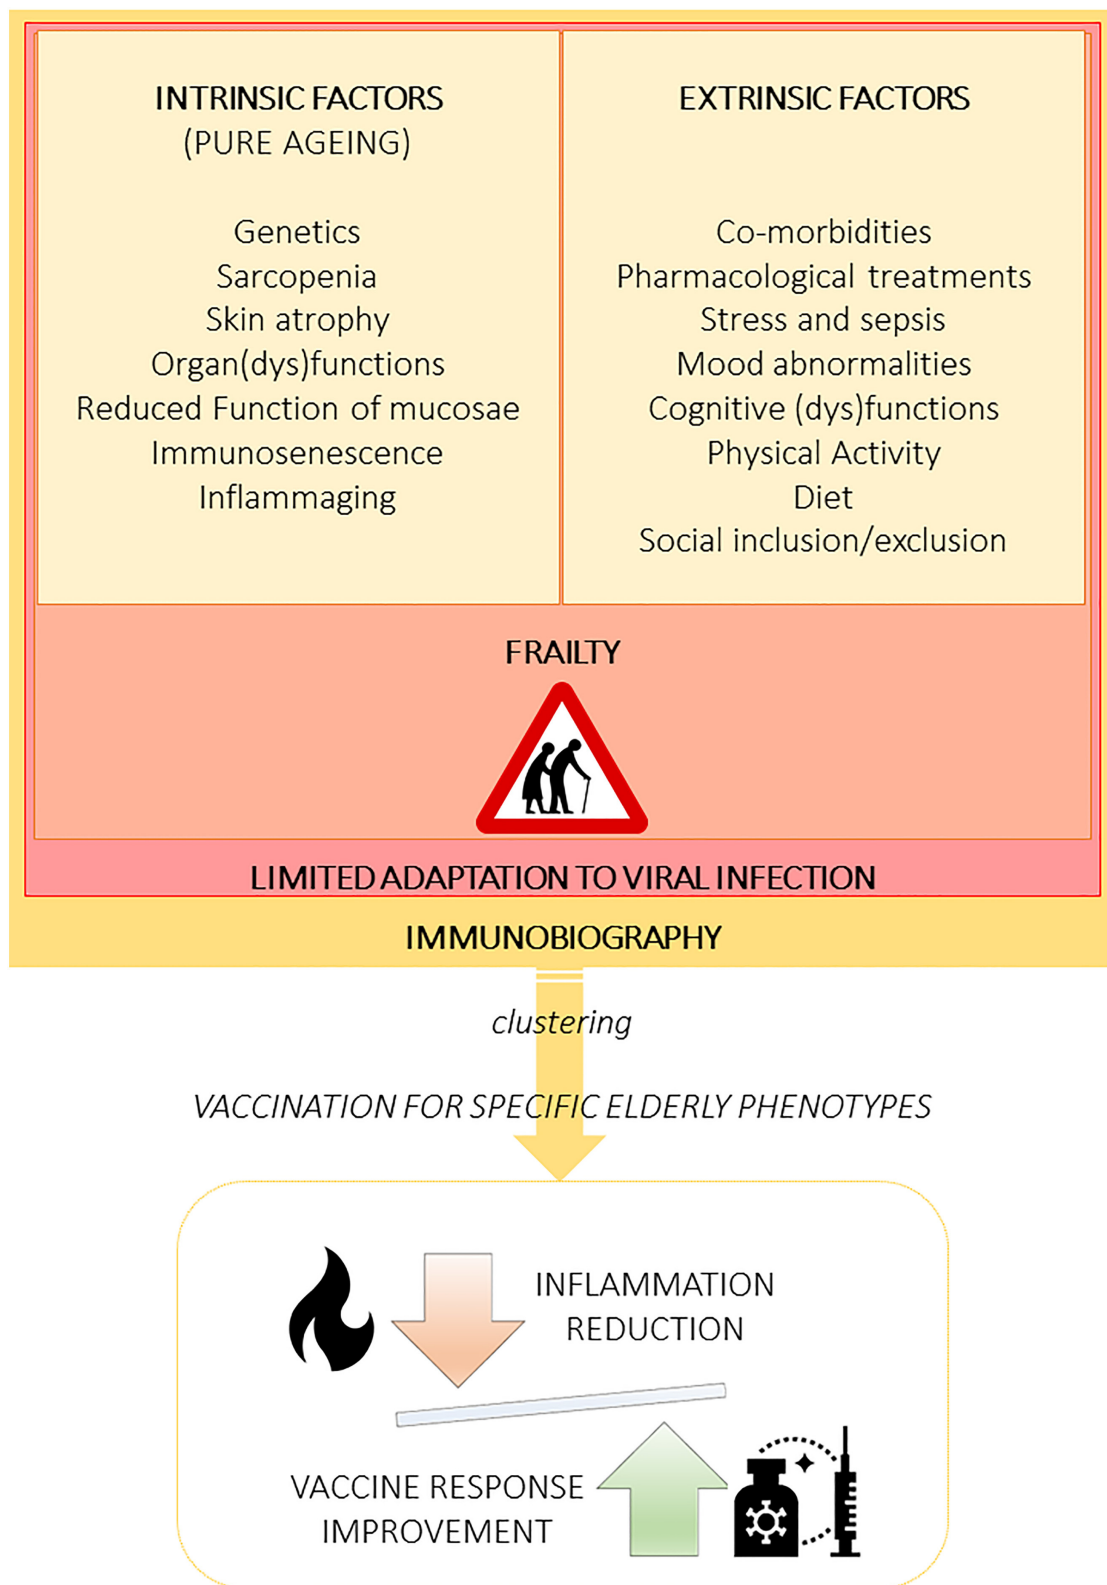 INTRINSIC FACTORS
(PURE AGEING)
Genetics
Sarcopenia
Skin atrophy
Organ(dys)functions
Reduced Function of mucosae
Immunosenescence
Inflammaging
EXTRINSIC FACTORS
Co-morbidities
Pharmacological treatments
Stress and sepsis
Mood abnormalities
Cognitive (dys)functions
Physical Activity
Diet
Social inclusion/exclusion
FRAILTY
LIMITED ADAPTATION TO VIRAL INFECTION
IMMUNOBIOGRAPHY
clustering
VACCINATION FOR SPECIFIC ELDERLY PHENOTYPES
INFLAMMATION
REDUCTION
VACCINE RESPONSE
IMPROVEMENT